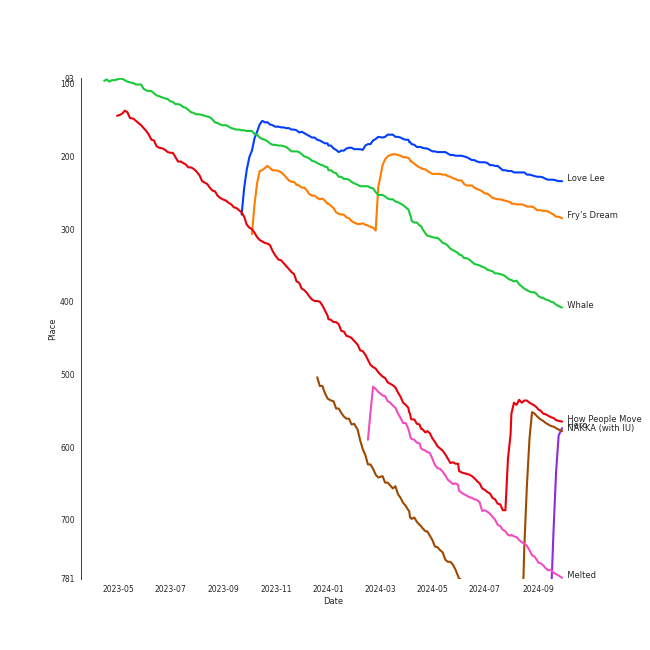 93
100
200
300
400
500
600
700
781
Place
2023-05
2023-07
2023-09
2023-11
2024-01
2024-03
2024-05
2024-07
2024-09
Date
Love Lee
Fry's Dream
Whale
How People Move
NAKKA (with IU)
Melted